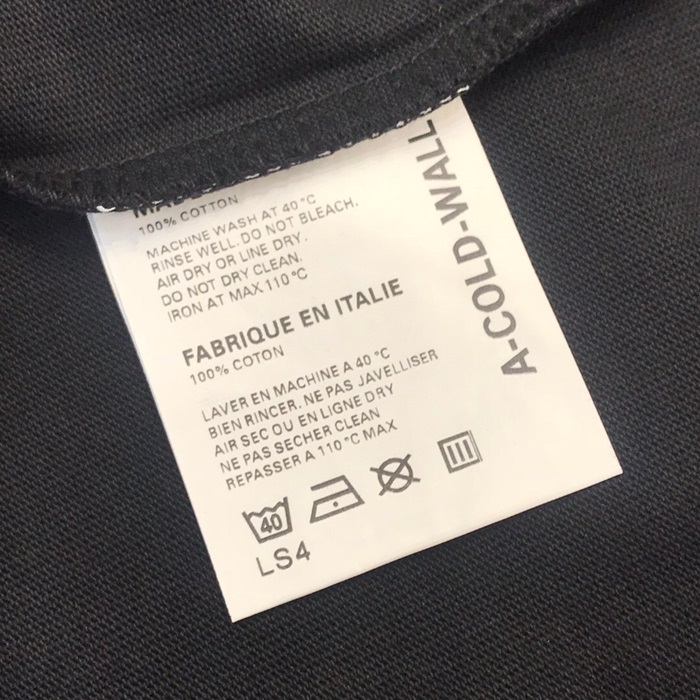 100% COTTON
MACHINE WASH AT 40 °C
RINSE WELL. DO NOT BLEACH.
AIR DRY OR LINE DRY.
DO NOT DRY CLEAN.
IRON AT MAX 110 °C
FABRIQUE EN ITALIE
100% COTON
LAVER EN MACHINE A 40 °C
BIEN RINCER. NE PAS JAVELLISER
AIR SEC OU EN LIGNE DRY
NE PAS SECHER CLEAN
REPASSER A 110 °C MAX
40
LS4
A-COLD-WALL